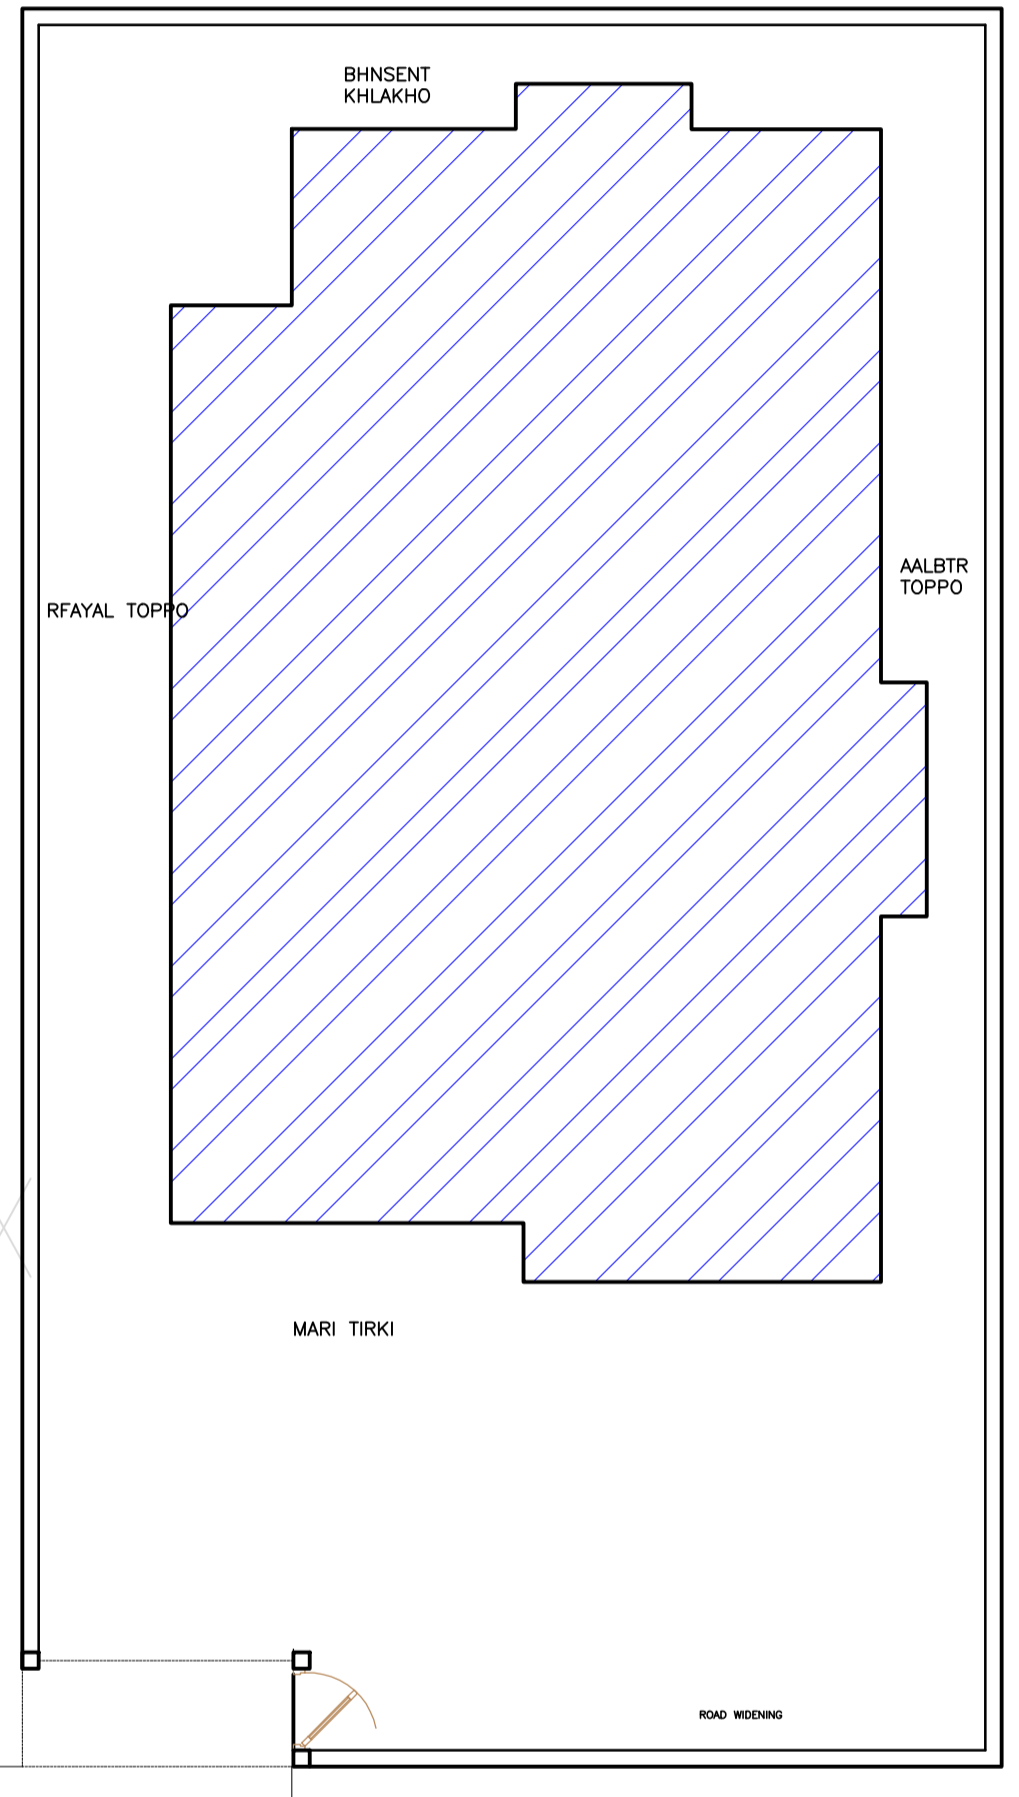 BHNSENT
KHLAKHO
AALBTR
TOPPO
RFAYAL TOPPO
MARI TIRKI
ROAD WIDENING